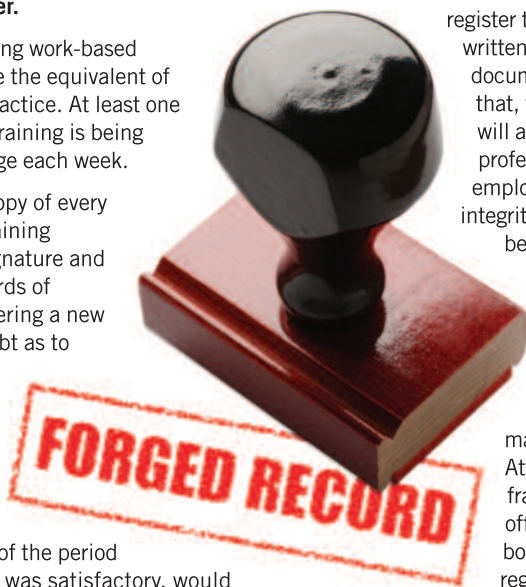 er.
ng work-based
e the equivalent of
actice. At least one
raining is being
ge each week.
opy of every
ining
gnature and
rds of
ering a new
bt as to
of the period
was satisfactory, would
FORGED RECORD
register t
written
docum
that,
will a
profe
emplo
integrit
be
ma
At
fra
off
bo
reg